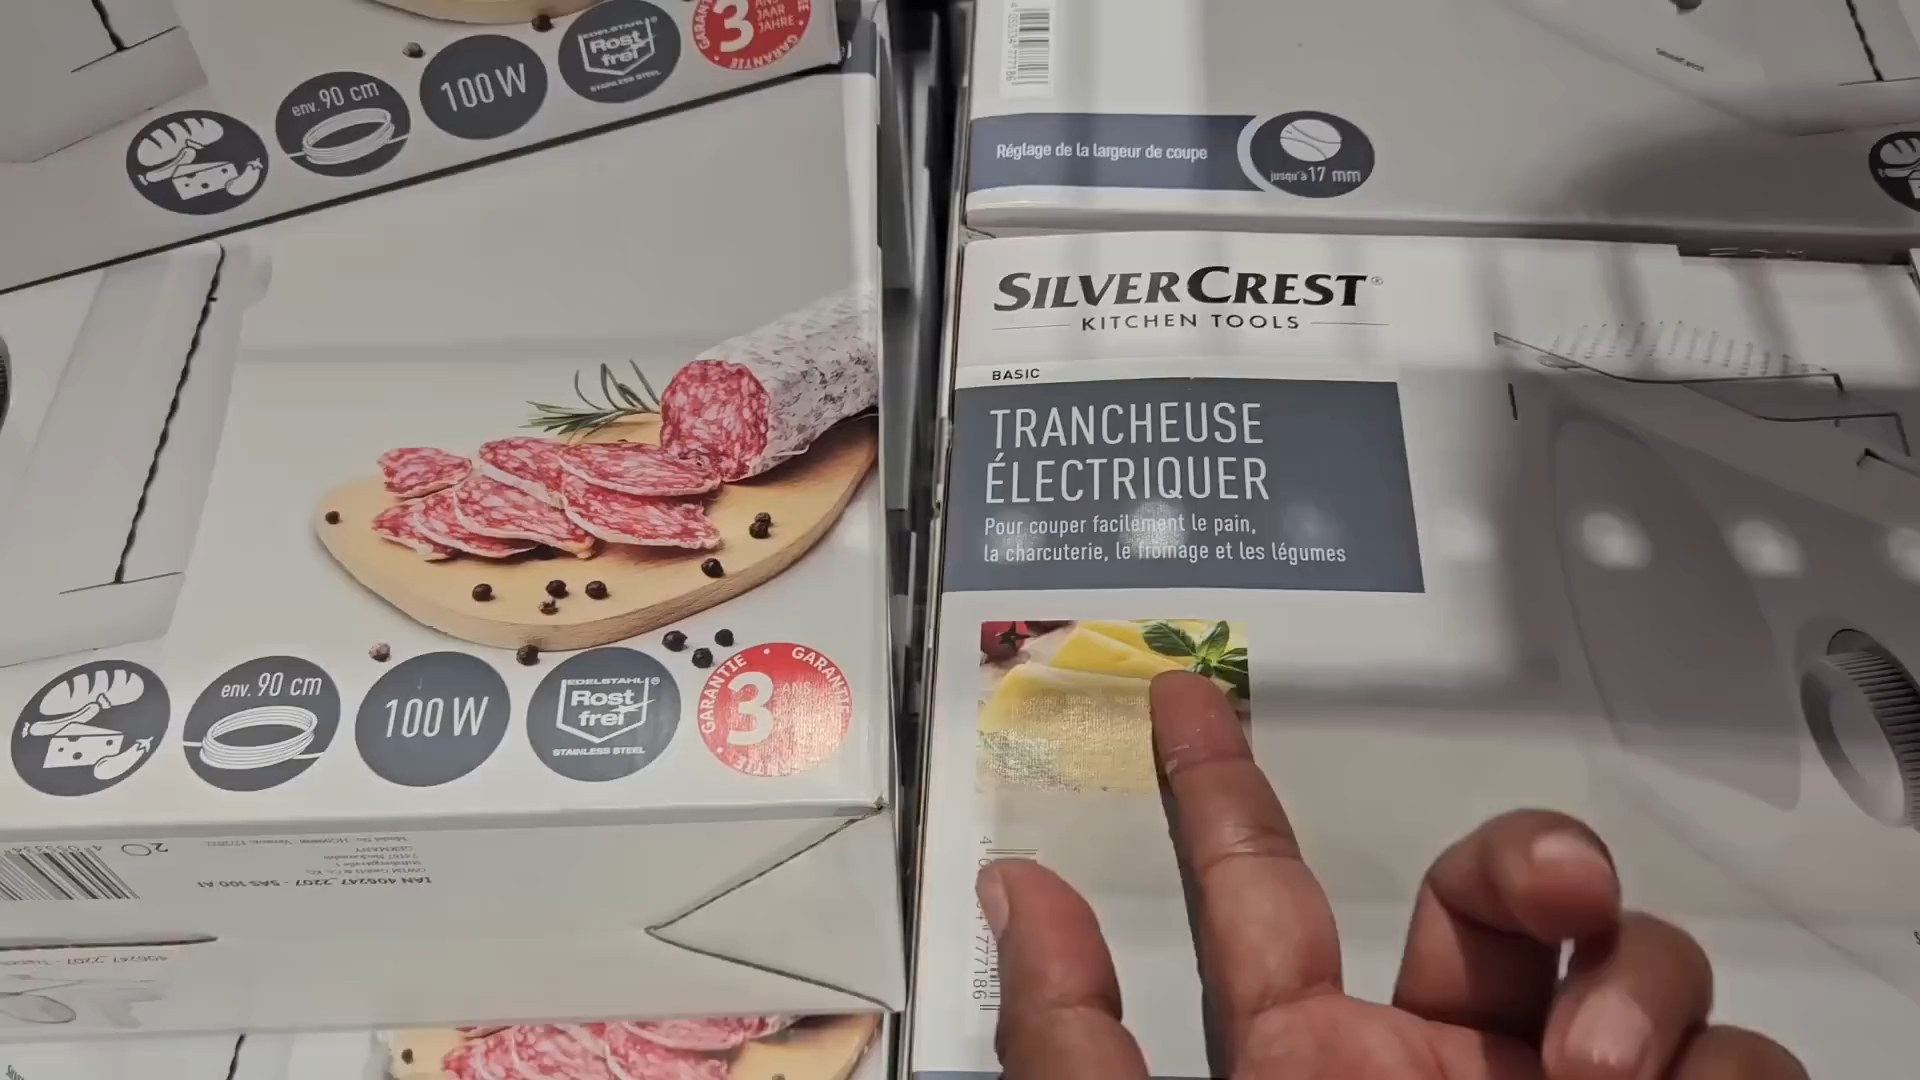 env. 90 cm
100 W
EDELSTAHL
Rost
frei
STAINLESS STEEL
GARANTIE
3
ANS
JAAR
JAHRE
GARANTIE
Réglage de la largeur de coupe
jusqu'à 17 mm
SILVERCREST®
KITCHEN TOOLS
BASIC
TRANCHEUSE
ÉLECTRIQUER
Pour couper facilement le pain,
la charcuterie, le fromage et les légumes
env. 90 cm
100 W
EDELSTAHL®
Rost
frei
STAINLESS STEEL
GARANTIE
GARANTIE
3 ANS
IAN 406247_2207 - SAS 100 A1
GERMANY